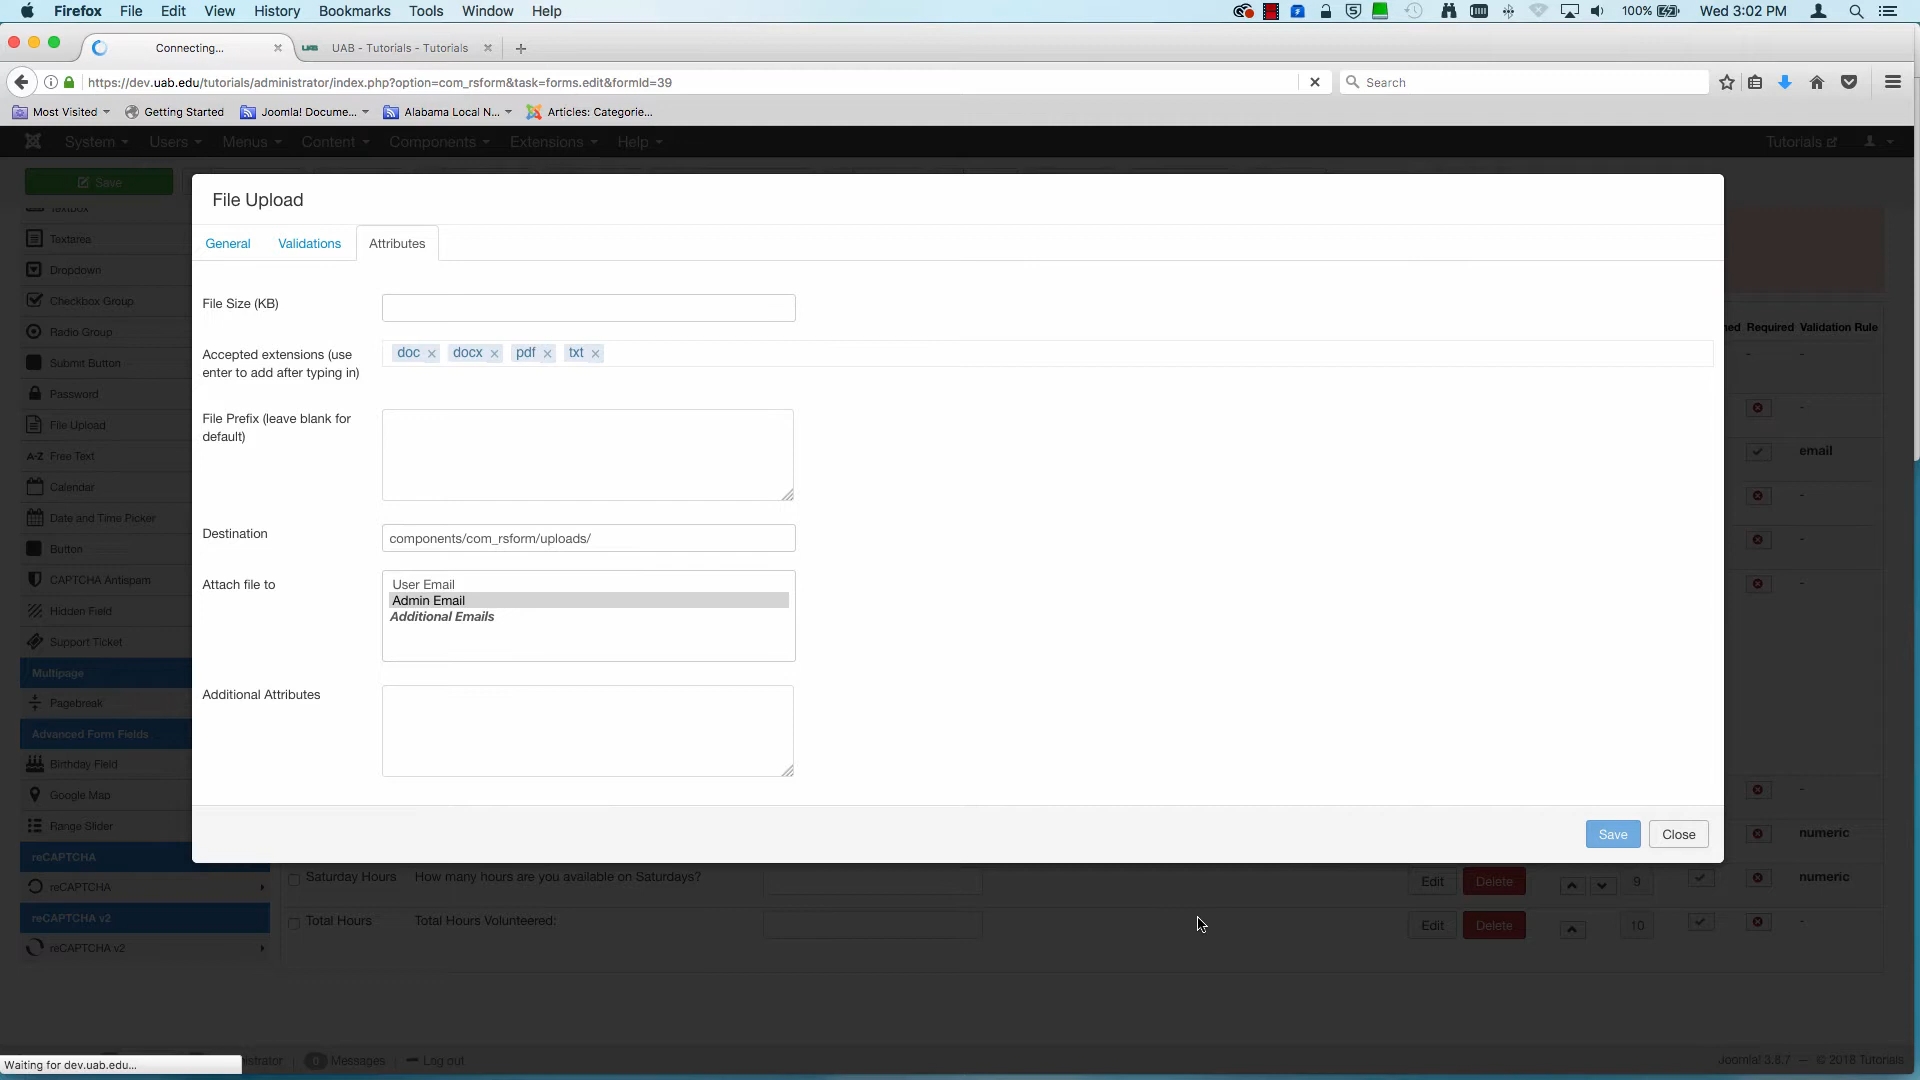 Firefox File Edit View History Bookmarks Tools Window Help 100% Wed 3:02 PM
Connecting... UAB - Tutorials - Tutorials
https://dev.uab.edu/tutorials/administrator/index.php?option=com_rsform&task=forms.edit&formId=39 Search
Most Visited Getting Started Joomla! Docume... Alabama Local N... Articles: Categorie...
System Users Menus Content Components Extensions Help Tutorials
Save
File Upload
Textbox
General Validations Attributes
Textarea
Dropdown
Checkbox Group
File Size (KB)
Required Validation Rule
Radio Group
Accepted extensions (use enter to add after typing in)
doc docx pdf txt
Submit Button
Password
File Prefix (leave blank for default)
File Upload
A-Z Free Text
email
Calendar
Date and Time Picker
Destination components/com_rsform/uploads/
Button
CAPTCHA Antispam
Attach file to User Email
Admin Email
Additional Emails
Hidden Field
Support Ticket
Multipage
Additional Attributes
Pagebreak
Advanced Form Fields
Birthday Field
Google Map
Range Slider
Save Close
numeric
reCAPTCHA
reCAPTCHA
Saturday Hours How many hours are you available on Saturdays? Edit Delete 9 numeric
reCAPTCHA v2
Total Hours Total Hours Volunteered: Edit Delete 10 -
reCAPTCHA v2
Waiting for dev.uab.edu... 0 Messages Log out Joomla! 3.8.7 — © 2018 Tutorials